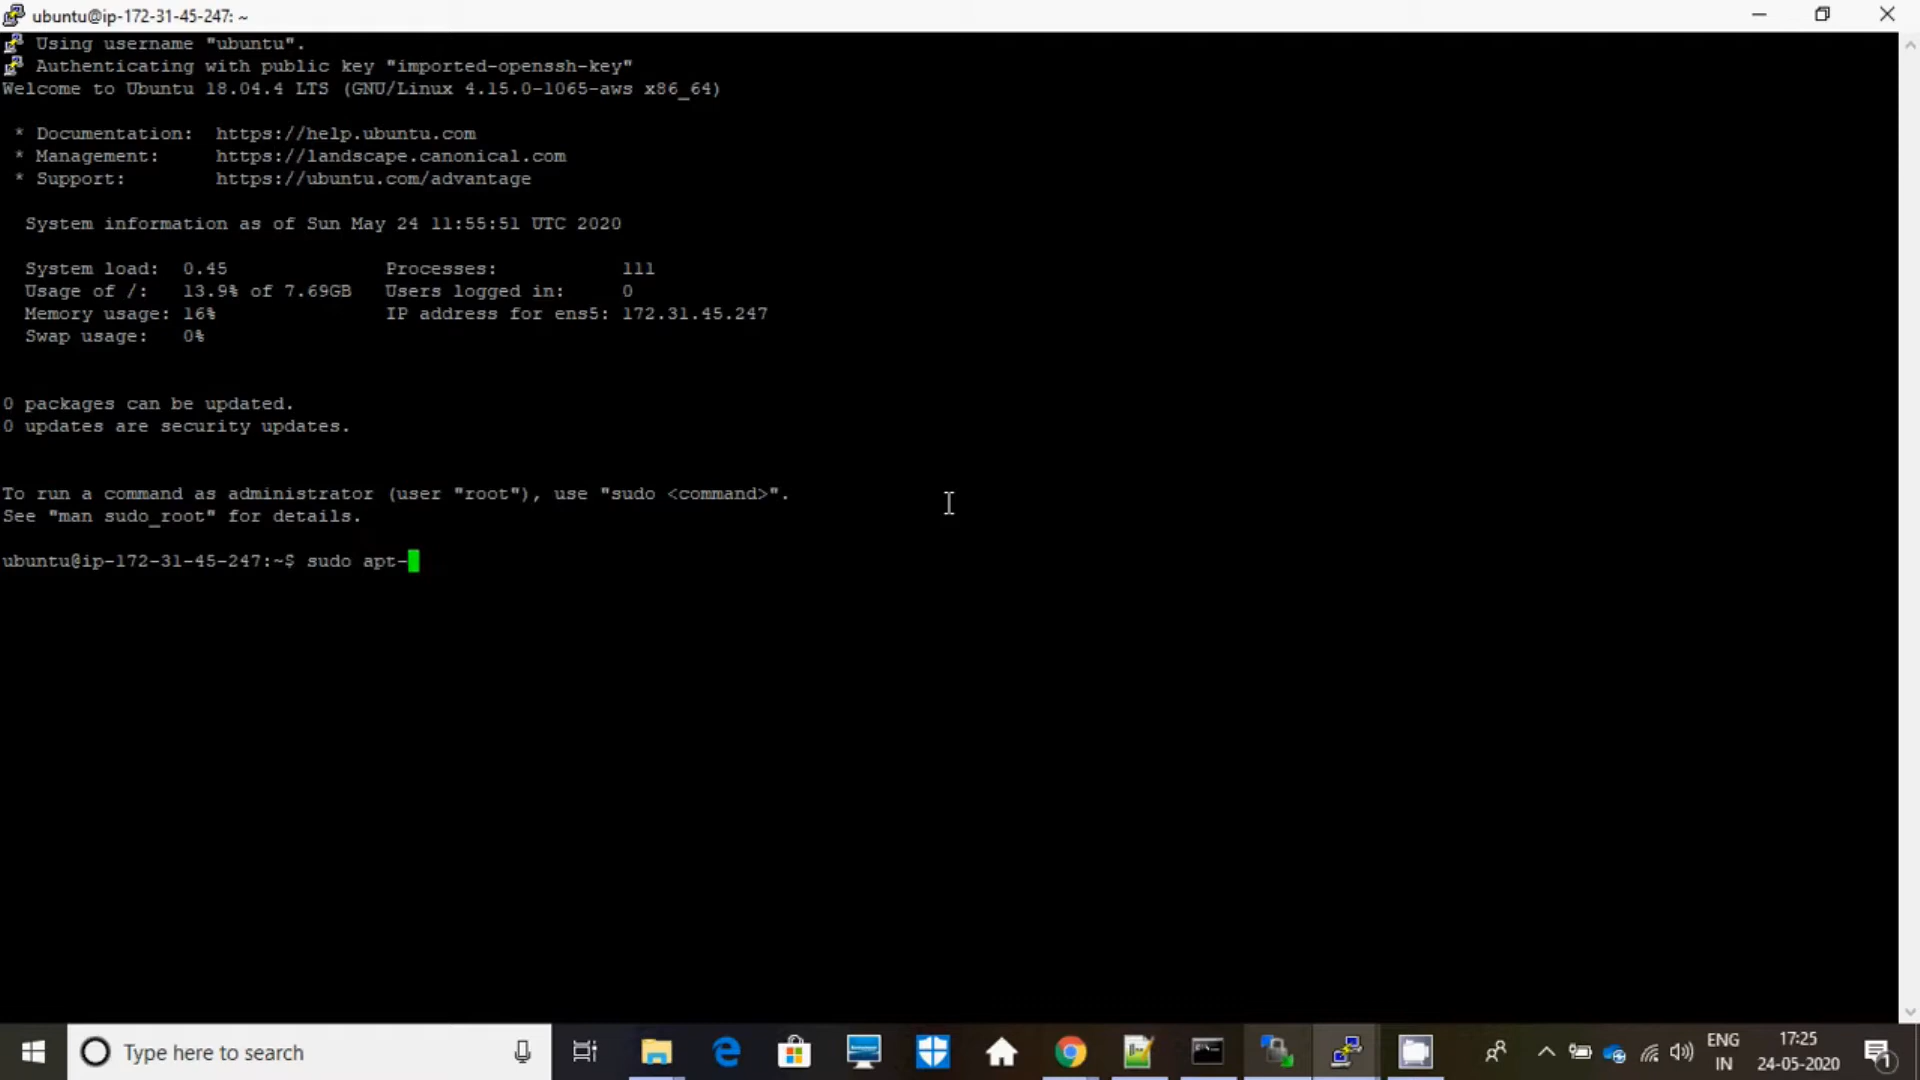 ubuntu@ip-172-31-45-247: ~
Using username "ubuntu".
Authenticating with public key "imported-openssh-key"
Welcome to Ubuntu 18.04.4 LTS (GNU/Linux 4.15.0-1065-aws x86_64)
* Documentation: https://help.ubuntu.com
* Management: https://landscape.canonical.com
* Support: https://ubuntu.com/advantage
System information as of Sun May 24 11:55:51 UTC 2020
System load: 0.45 Processes: 111
Usage of /: 13.9% of 7.69GB Users logged in: 0
Memory usage: 16% IP address for ens5: 172.31.45.247
Swap usage: 0%
0 packages can be updated.
0 updates are security updates.
To run a command as administrator (user "root"), use "sudo <command>".
See "man sudo_root" for details.
ubuntu@ip-172-31-45-247:~$ sudo apt-
Type here to search
ENG
IN
17:25
24-05-2020
1